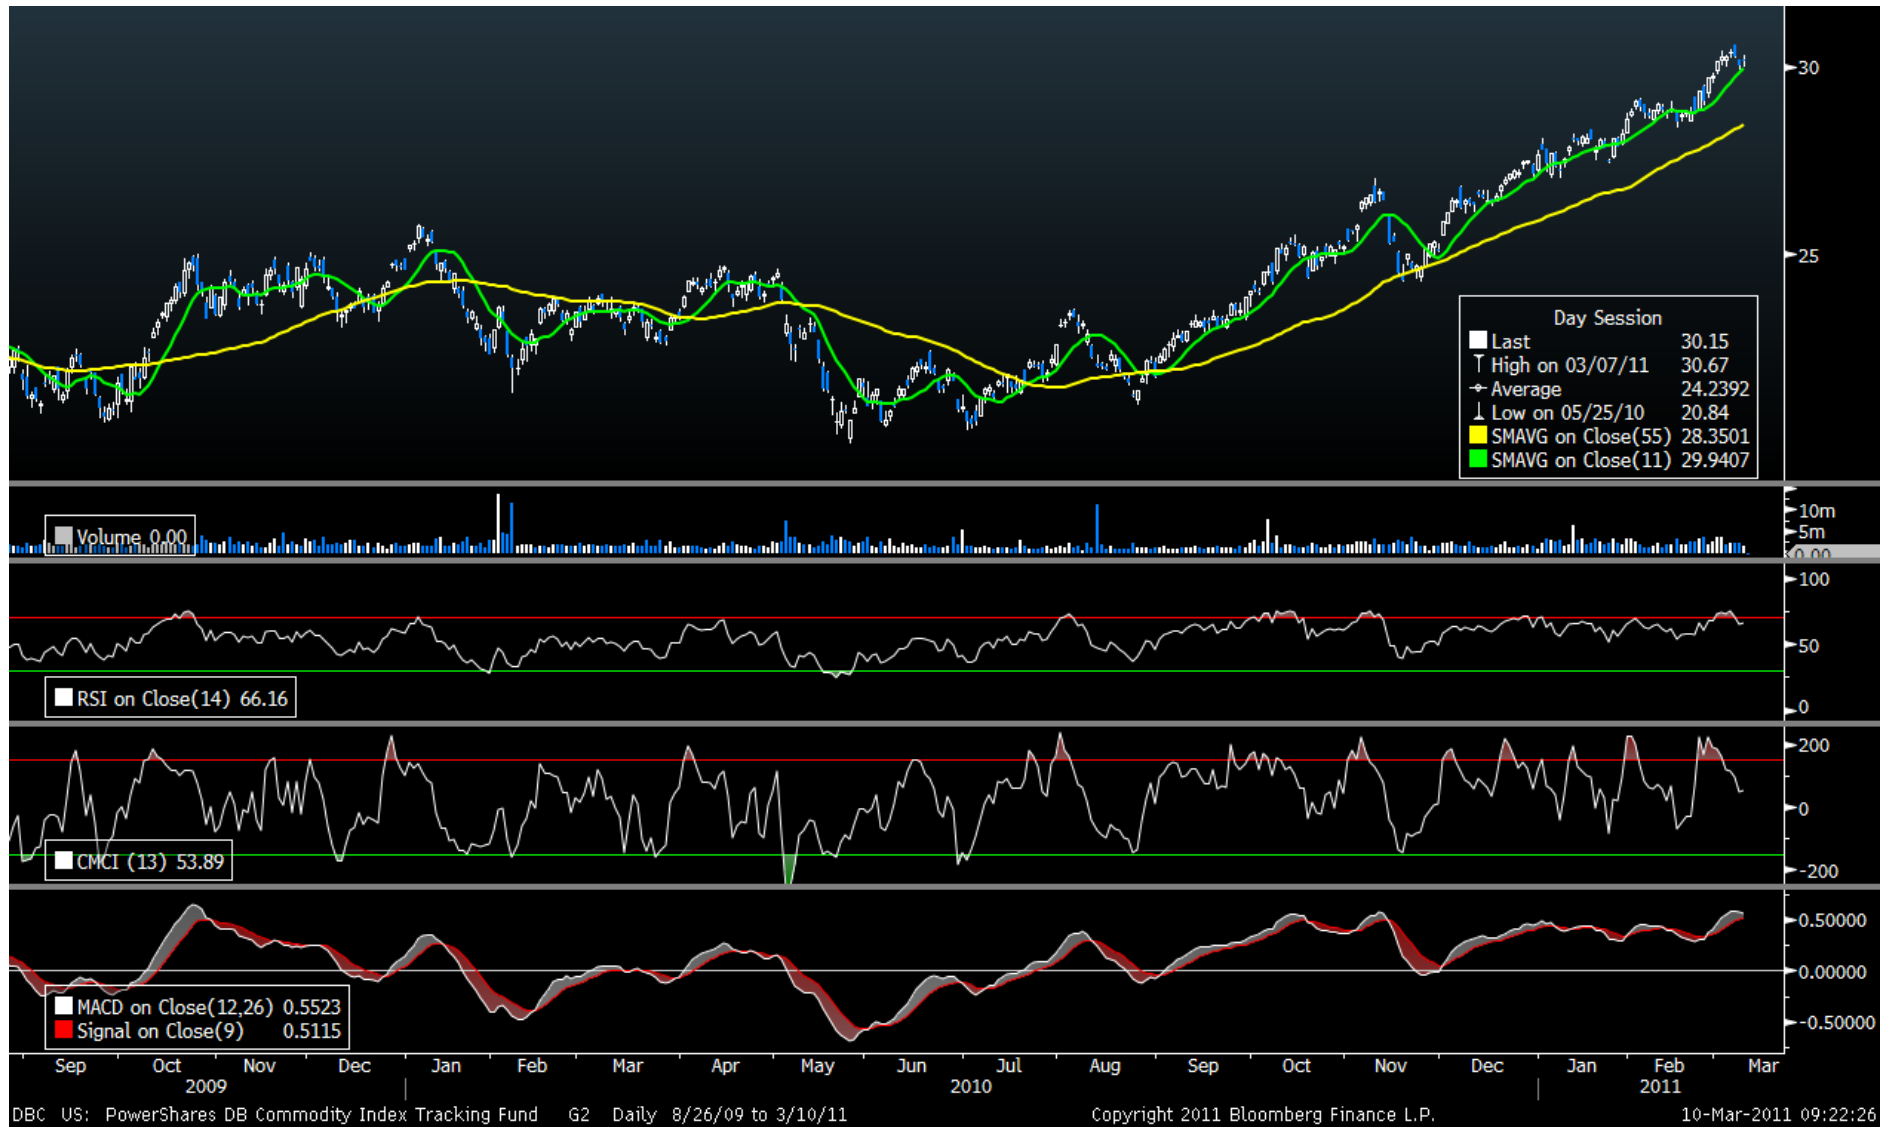 30
25
Day Session
Last 30.15
High on 03/07/11 30.67
Average 24.2392
Low on 05/25/10 20.84
SMAVG on Close(55) 28.3501
SMAVG on Close(11) 29.9407
10m
5m
0.00
Volume 0.00
100
50
0
RSI on Close(14) 66.16
200
0
-200
CMCI (13) 53.89
0.50000
0.00000
-0.50000
MACD on Close(12,26) 0.5523
Signal on Close(9) 0.5115
Sep Oct Nov Dec Jan Feb Mar Apr May Jun Jul Aug Sep Oct Nov Dec Jan Feb Mar
2009 2010 2011
DBC US: PowerShares DB Commodity Index Tracking Fund G2 Daily 8/26/09 to 3/10/11 Copyright 2011 Bloomberg Finance L.P. 10-Mar-2011 09:22:26